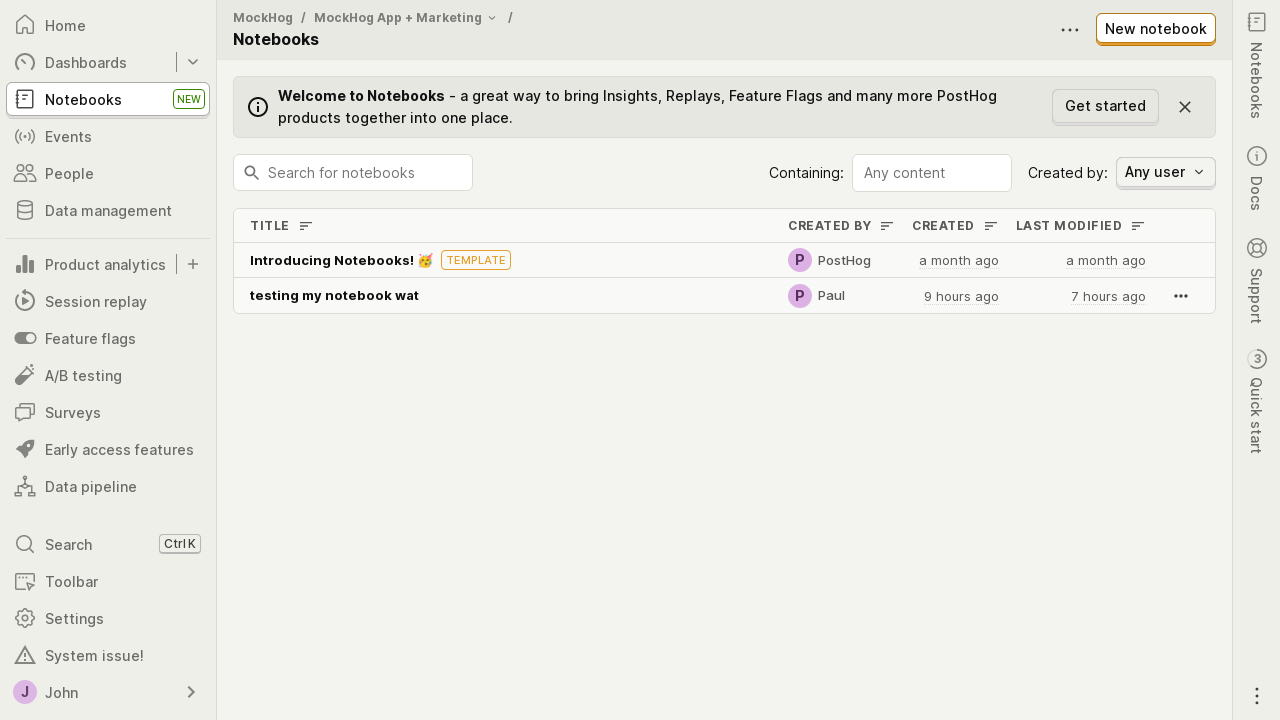 Home
Dashboards
Notebooks NEW
Events
People
Data management
Product analytics
Session replay
Feature flags
A/B testing
Surveys
Early access features
Data pipeline
Search Ctrl K
Toolbar
Settings
System issue!
J John
MockHog / MockHog App + Marketing /
Notebooks
New notebook
Welcome to Notebooks - a great way to bring Insights, Replays, Feature Flags and many more PostHog
products together into one place.
Get started
Search for notebooks
Containing: Any content Created by: Any user
TITLE CREATED BY CREATED LAST MODIFIED
Introducing Notebooks! 🥳 TEMPLATE P PostHog a month ago a month ago
testing my notebook wat P Paul 9 hours ago 7 hours ago
Notebooks
Docs
Support
3 Quick start